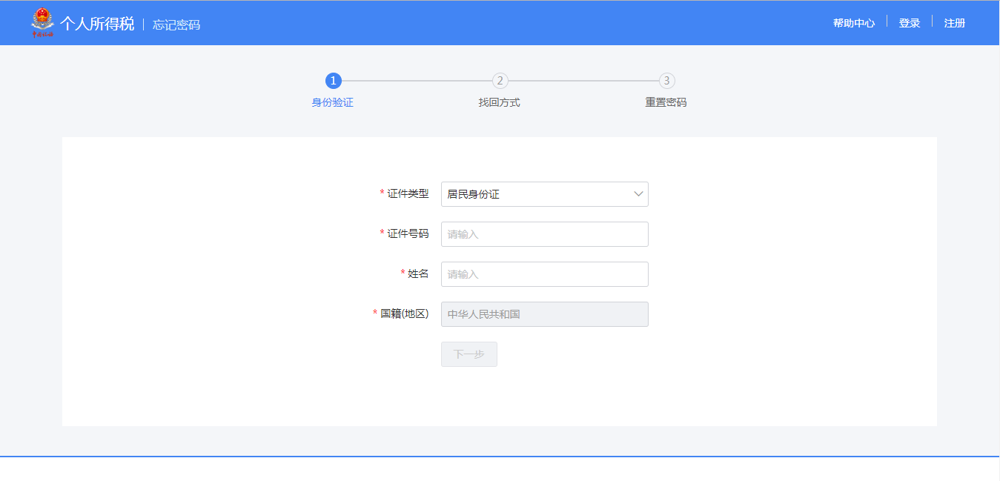 个人所得税 忘记密码 帮助中心 登录 注册
1 2 3
身份验证 找回方式 重置密码
* 证件类型 居民身份证
* 证件号码 请输入
* 姓名 请输入
* 国籍(地区) 中华人民共和国
下一步